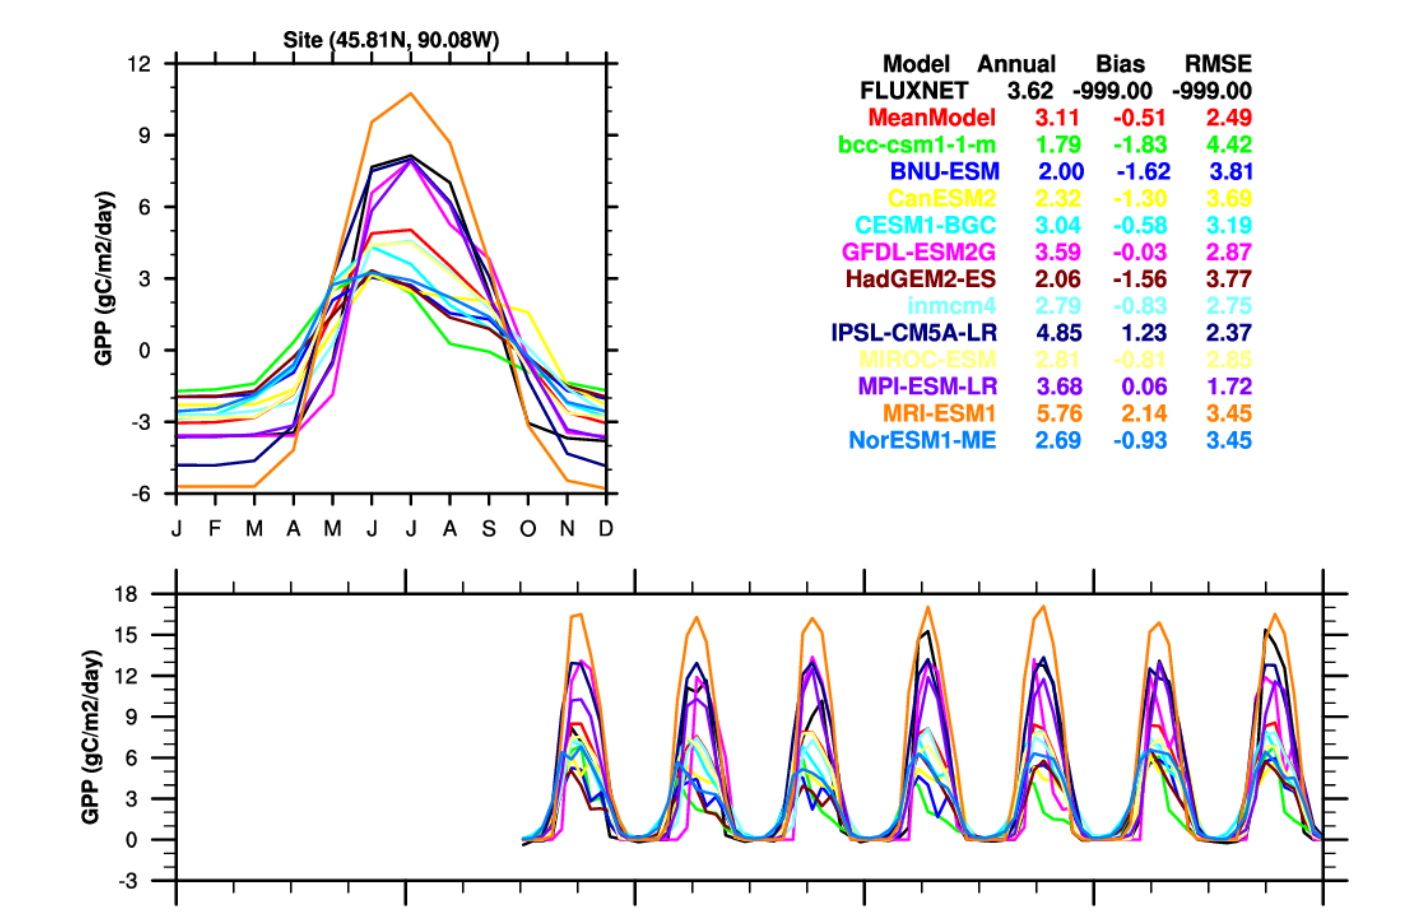 Site (45.81N, 90.08W)
12
9
6
3
0
-3
-6
GPP (gC/m2/day)
J F M A M J J A S O N D
Model Annual Bias RMSE
FLUXNET 3.62 -999.00 -999.00
MeanModel 3.11 -0.51 2.49
bcc-csm1-1-m 1.79 -1.83 4.42
BNU-ESM 2.00 -1.62 3.81
CanESM2 2.32 -1.30 3.69
CESM1-BGC 3.04 -0.58 3.19
GFDL-ESM2G 3.59 -0.03 2.87
HadGEM2-ES 2.06 -1.56 3.77
inmcm4 2.79 -0.83 2.75
IPSL-CM5A-LR 4.85 1.23 2.37
MIROC-ESM 2.81 -0.81 2.85
MPI-ESM-LR 3.68 0.06 1.72
MRI-ESM1 5.76 2.14 3.45
NorESM1-ME 2.69 -0.93 3.45
18
15
12
9
6
3
0
-3
GPP (gC/m2/day)